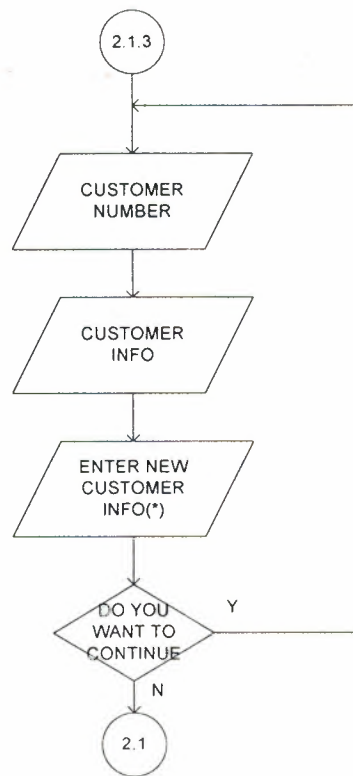 2.1.3
CUSTOMER
NUMBER
CUSTOMER
INFO
ENTER NEW
CUSTOMER
INFO(*)
DO YOU
WANT TO
CONTINUE
Y
N
2.1